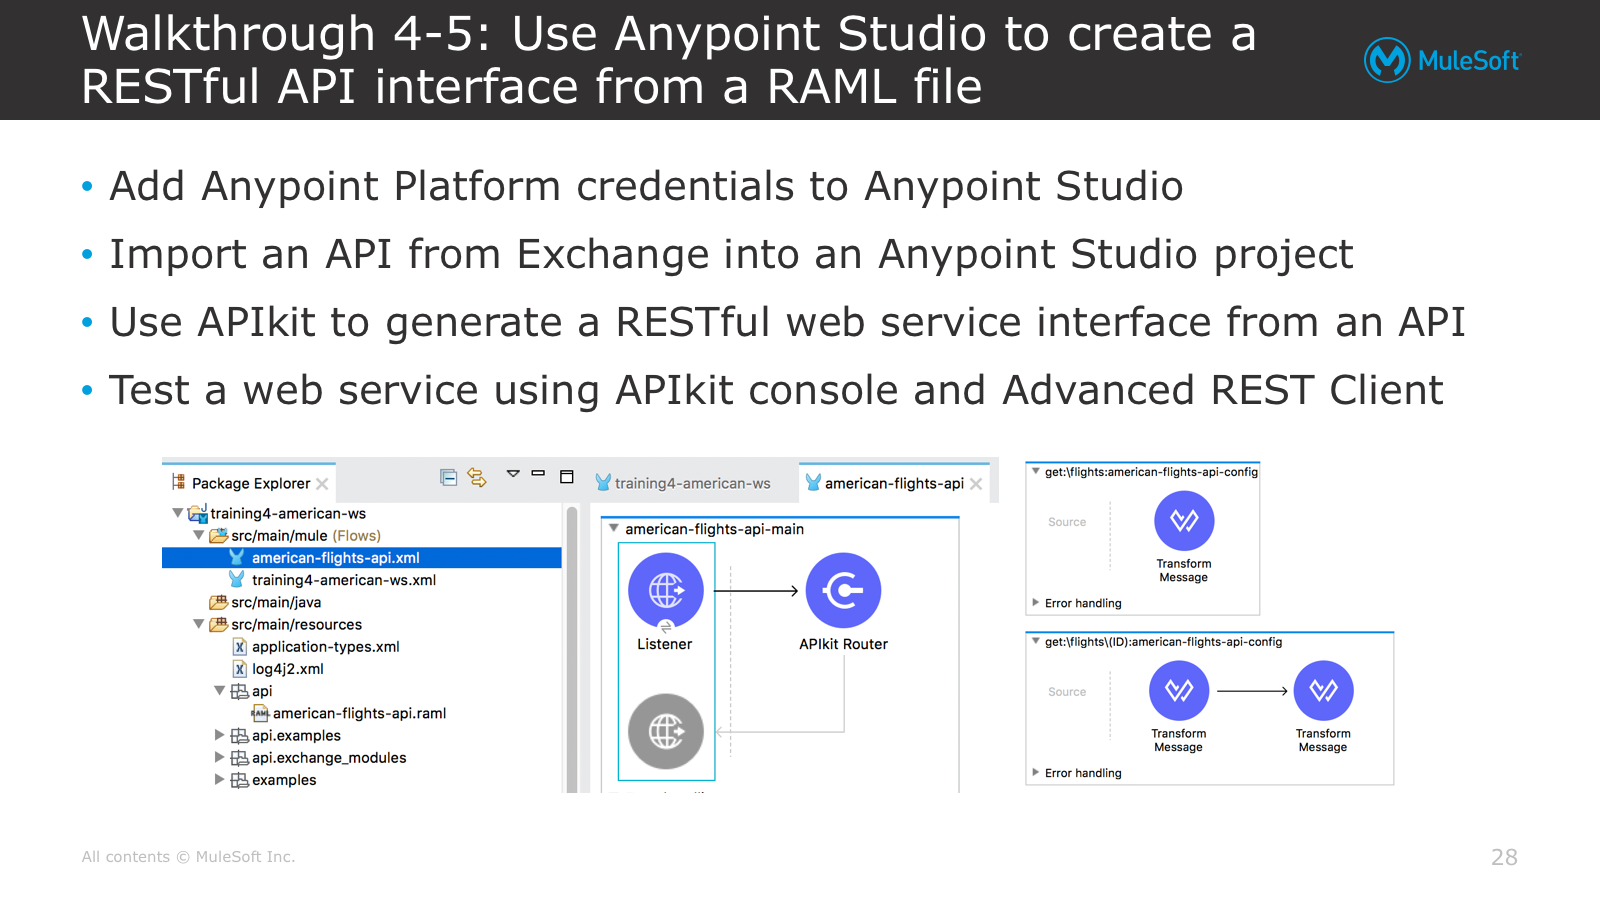 Walkthrough 4-5: Use Anypoint Studio to create a
RESTful API interface from a RAML file
MuleSoft
• Add Anypoint Platform credentials to Anypoint Studio
• Import an API from Exchange into an Anypoint Studio project
• Use APIkit to generate a RESTful web service interface from an API
• Test a web service using APIkit console and Advanced REST Client
Package Explorer
training4-american-ws
src/main/mule (Flows)
american-flights-api.xml
training4-american-ws.xml
src/main/java
src/main/resources
application-types.xml
log4j2.xml
api
american-flights-api.raml
api.examples
api.exchange_modules
examples
training4-american-ws
american-flights-api
american-flights-api-main
Listener
APIkit Router
get:\flights:american-flights-api-config
Source
Transform
Message
Error handling
get:\flights\(ID):american-flights-api-config
Source
Transform
Message
Transform
Message
Error handling
All contents © MuleSoft Inc.
28